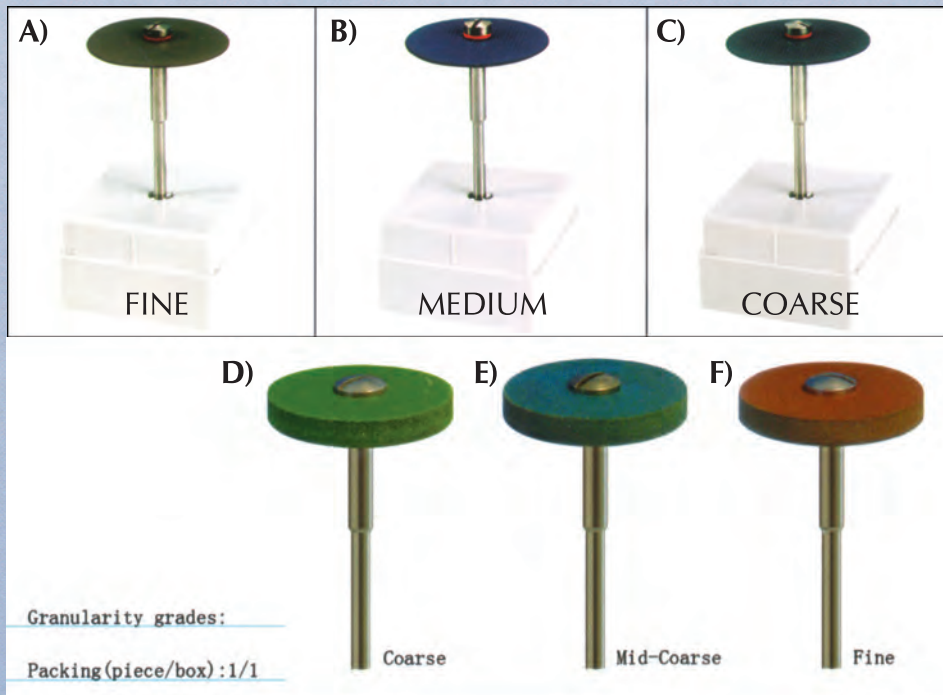 A)
B)
C)
FINE
MEDIUM
COARSE
D)
E)
F)
Granularity grades:
Packing(piece/box):1/1
Coarse
Mid-Coarse
Fine